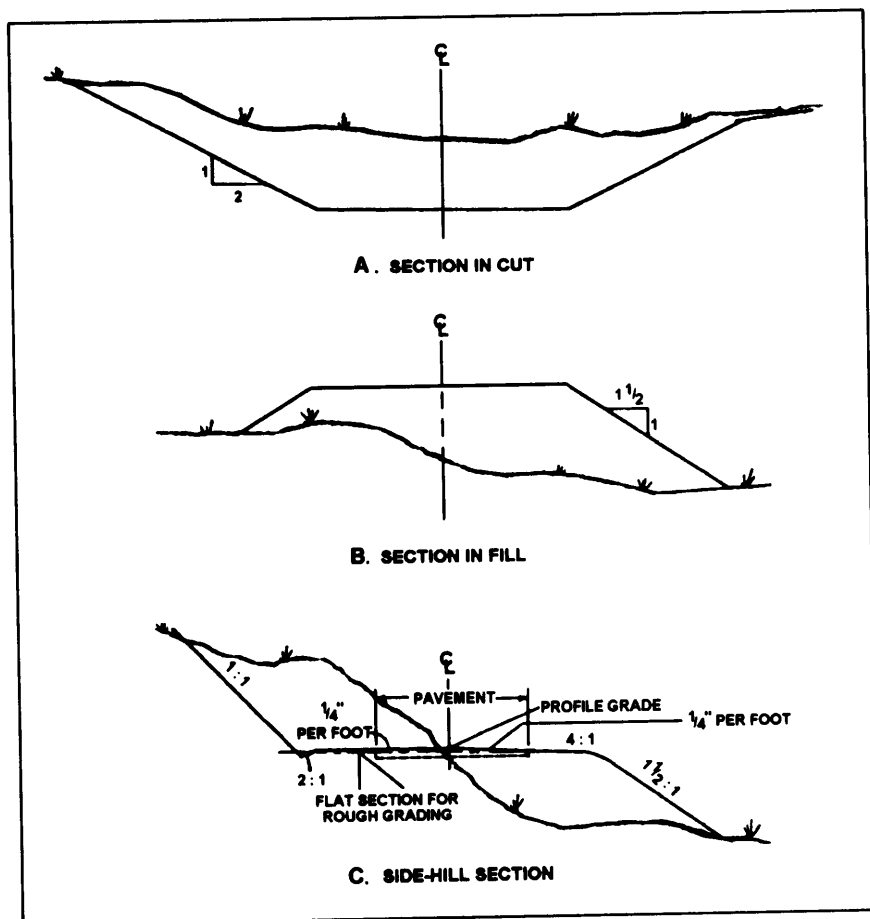 ℄
1
2
A. SECTION IN CUT
℄
1 1/2
1
B. SECTION IN FILL
℄
1:1
PAVEMENT
PROFILE GRADE
1/4"
PER FOOT
1/4" PER FOOT
4:1
1 1/2:1
2:1
FLAT SECTION FOR
ROUGH GRADING
C. SIDE-HILL SECTION